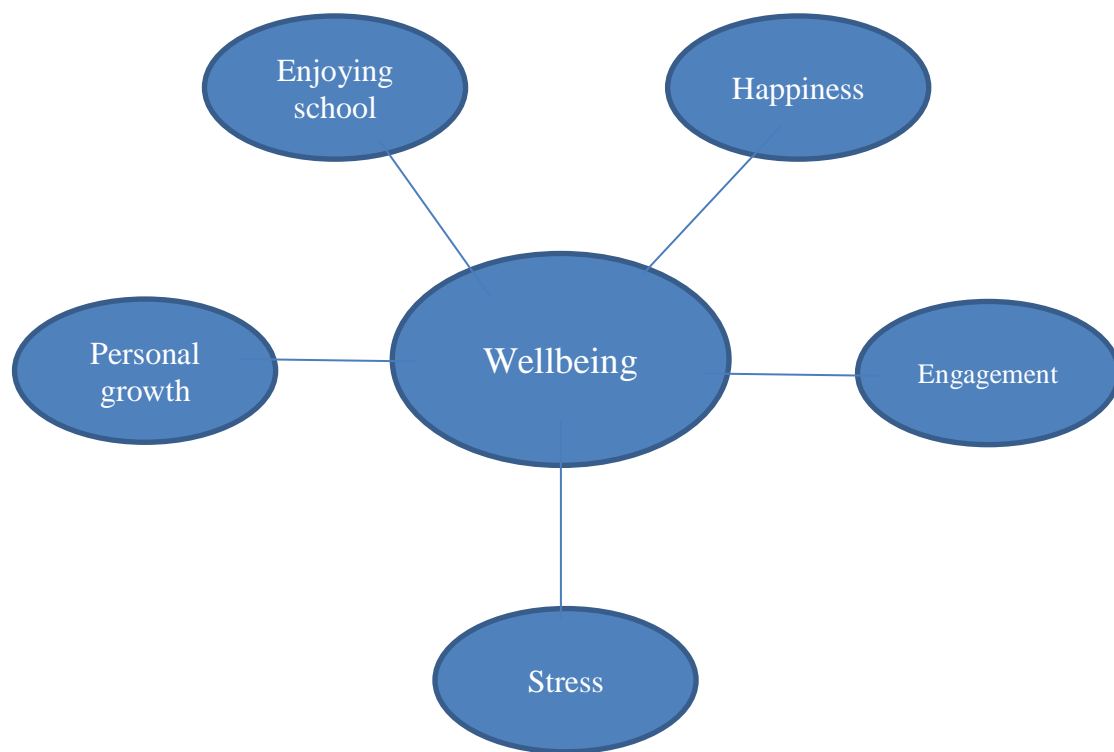 Enjoying
school
Happiness
Personal
growth
Wellbeing
Engagement
Stress